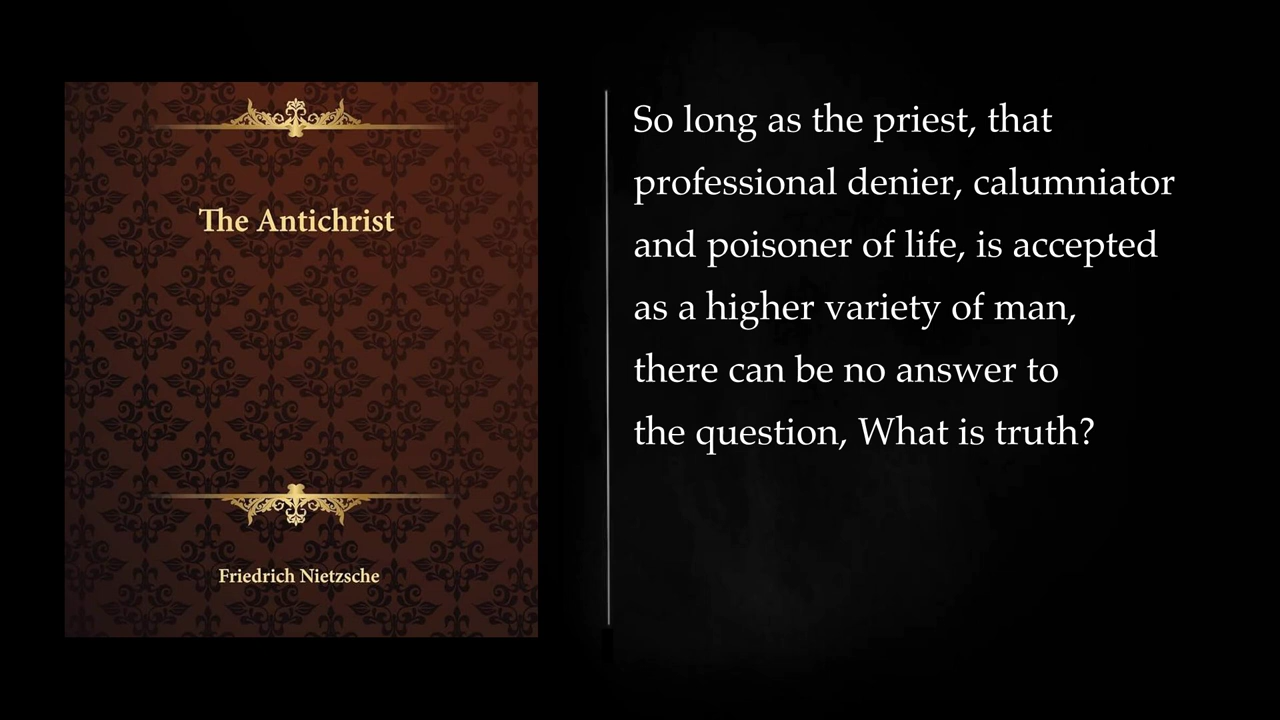 The Antichrist
Friedrich Nietzsche
So long as the priest, that
professional denier, calumniator
and poisoner of life, is accepted
as a higher variety of man,
there can be no answer to
the question, What is truth?